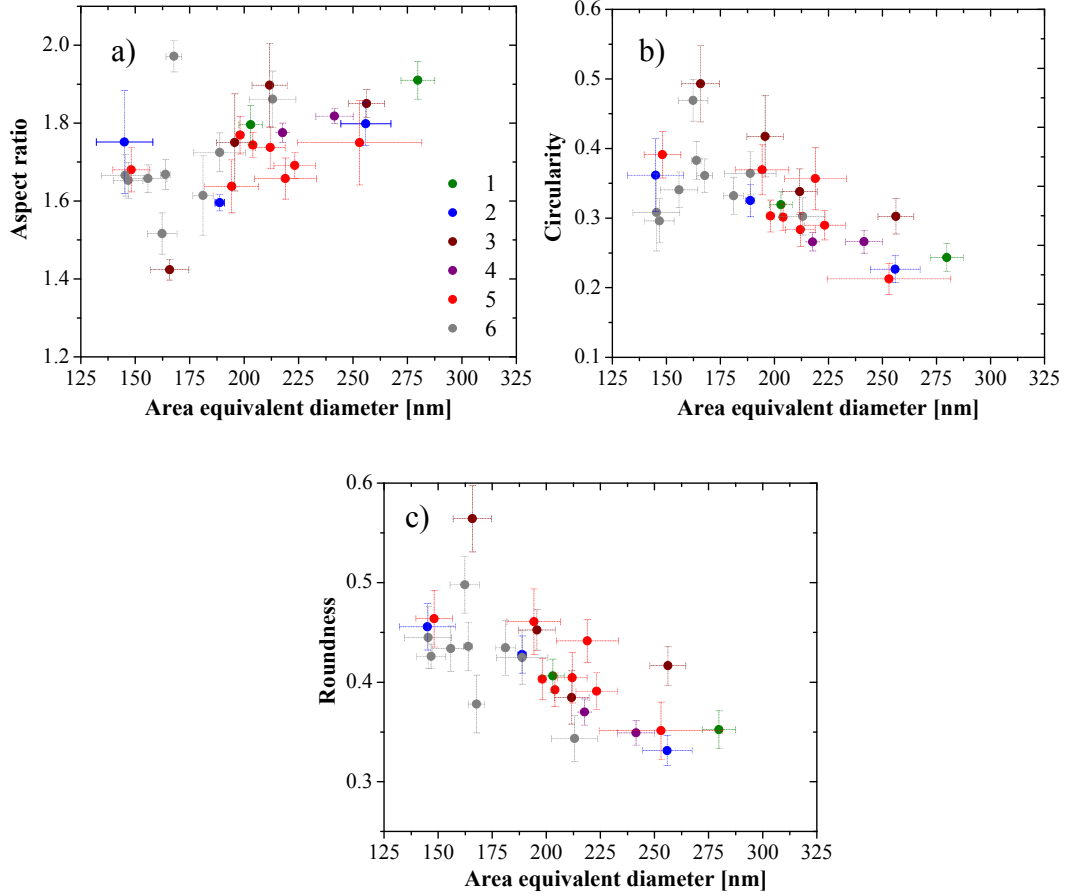 a)
2.0
1.8
1.6
1.4
1.2
Aspect ratio
1
2
3
4
5
6
125 150 175 200 225 250 275 300 325
Area equivalent diameter [nm]
b)
0.6
0.5
0.4
0.3
0.2
0.1
Circularity
125 150 175 200 225 250 275 300 325
Area equivalent diameter [nm]
c)
0.6
0.5
0.4
0.3
Roundness
125 150 175 200 225 250 275 300 325
Area equivalent diameter [nm]